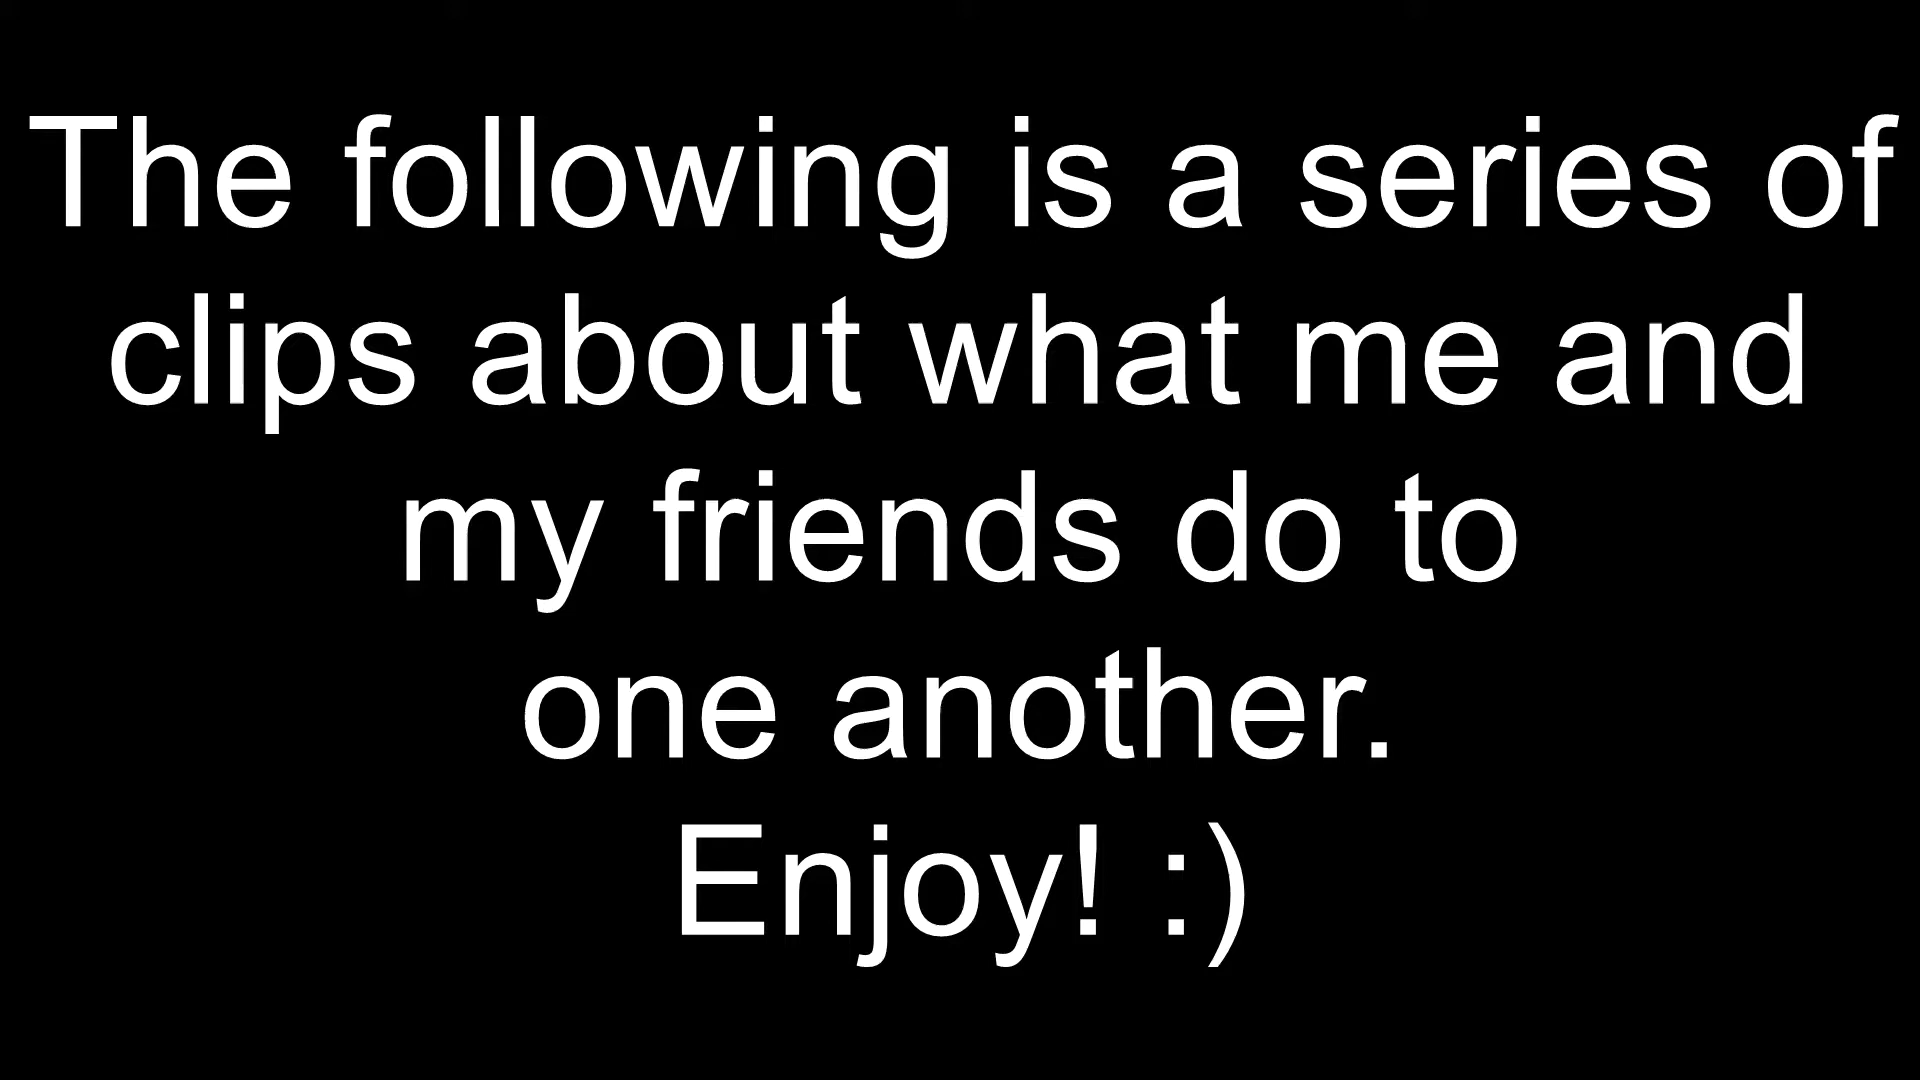 The following is a series of
clips about what me and
my friends do to
one another.
Enjoy! :)